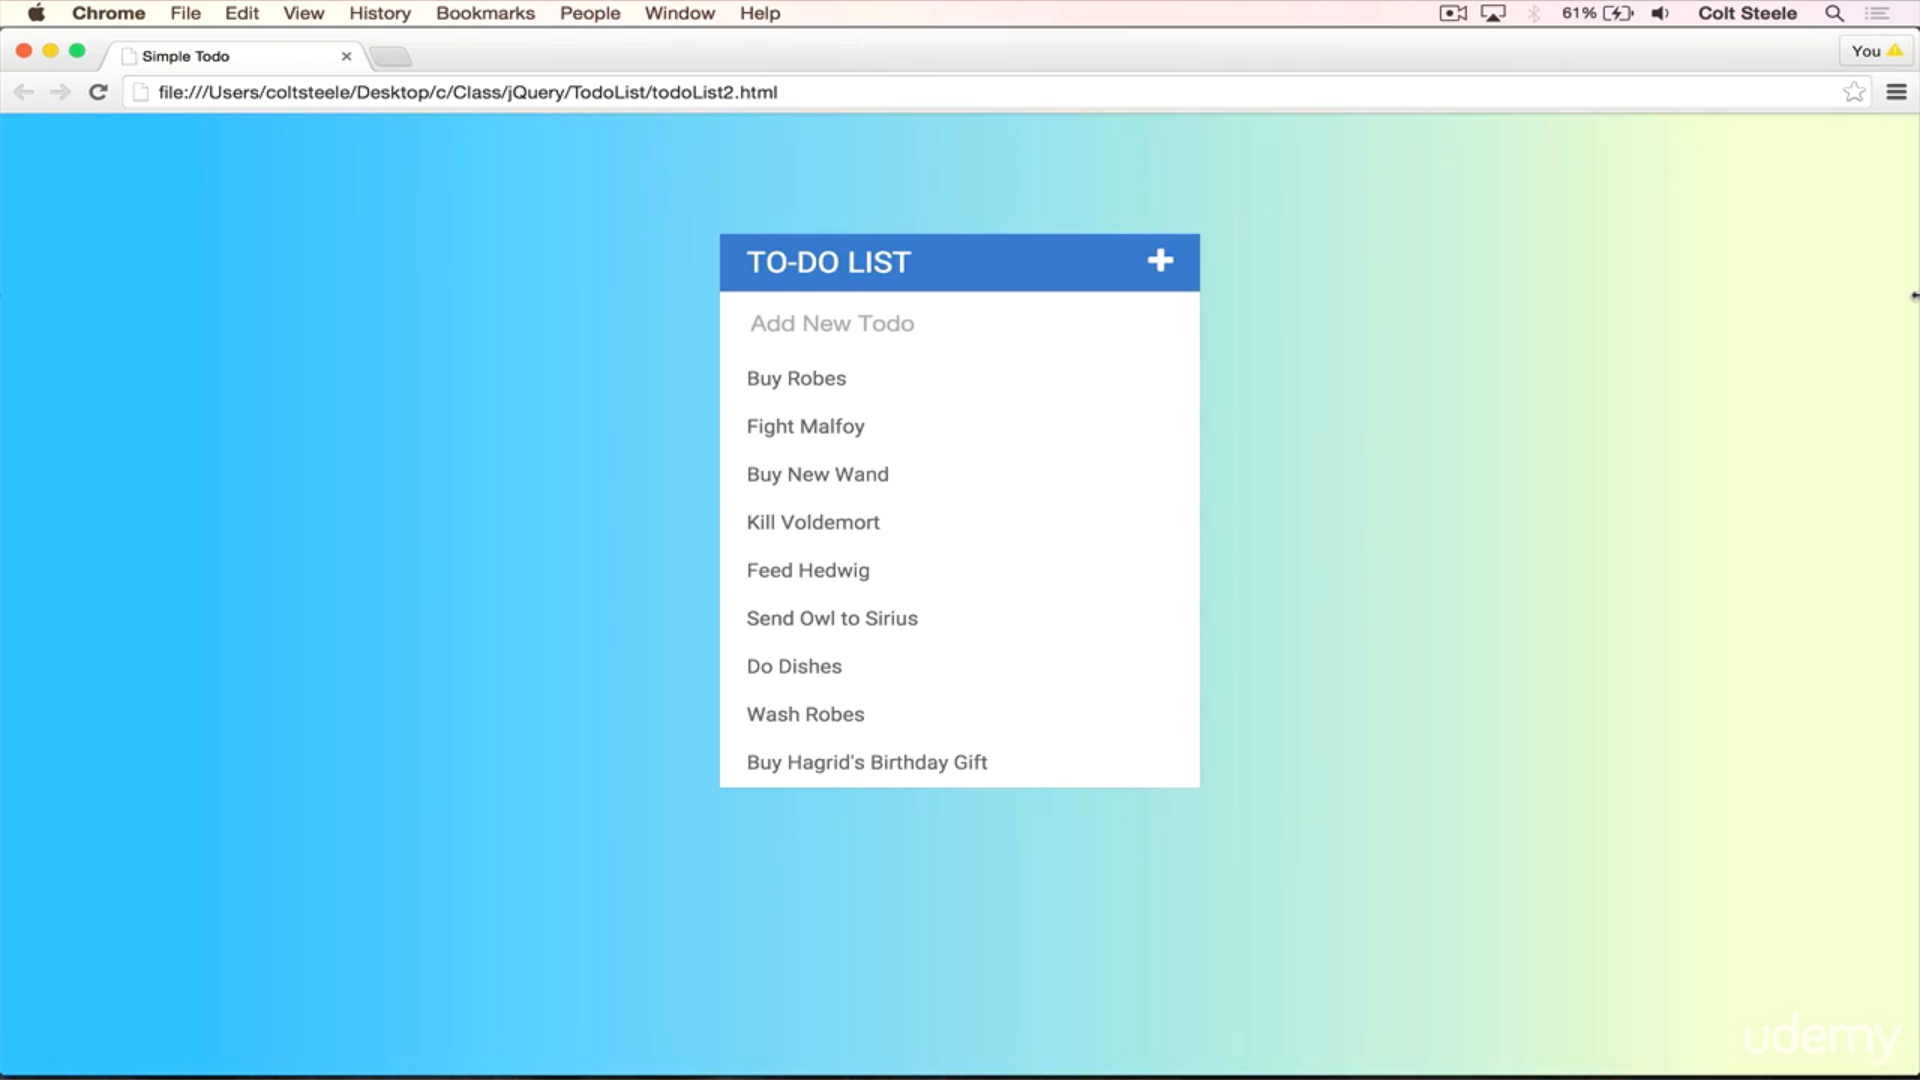 Chrome File Edit View History Bookmarks People Window Help 61% Colt Steele
Simple Todo You
file:///Users/coltsteele/Desktop/c/Class/jQuery/TodoList/todoList2.html
TO-DO LIST
Add New Todo
Buy Robes
Fight Malfoy
Buy New Wand
Kill Voldemort
Feed Hedwig
Send Owl to Sirius
Do Dishes
Wash Robes
Buy Hagrid's Birthday Gift
udemy